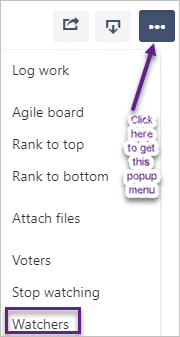 •••
Log work
Agile board
Rank to top
Rank to bottom
Click
here
to get
this
popup
menu
Attach files
Voters
Stop watching
Watchers